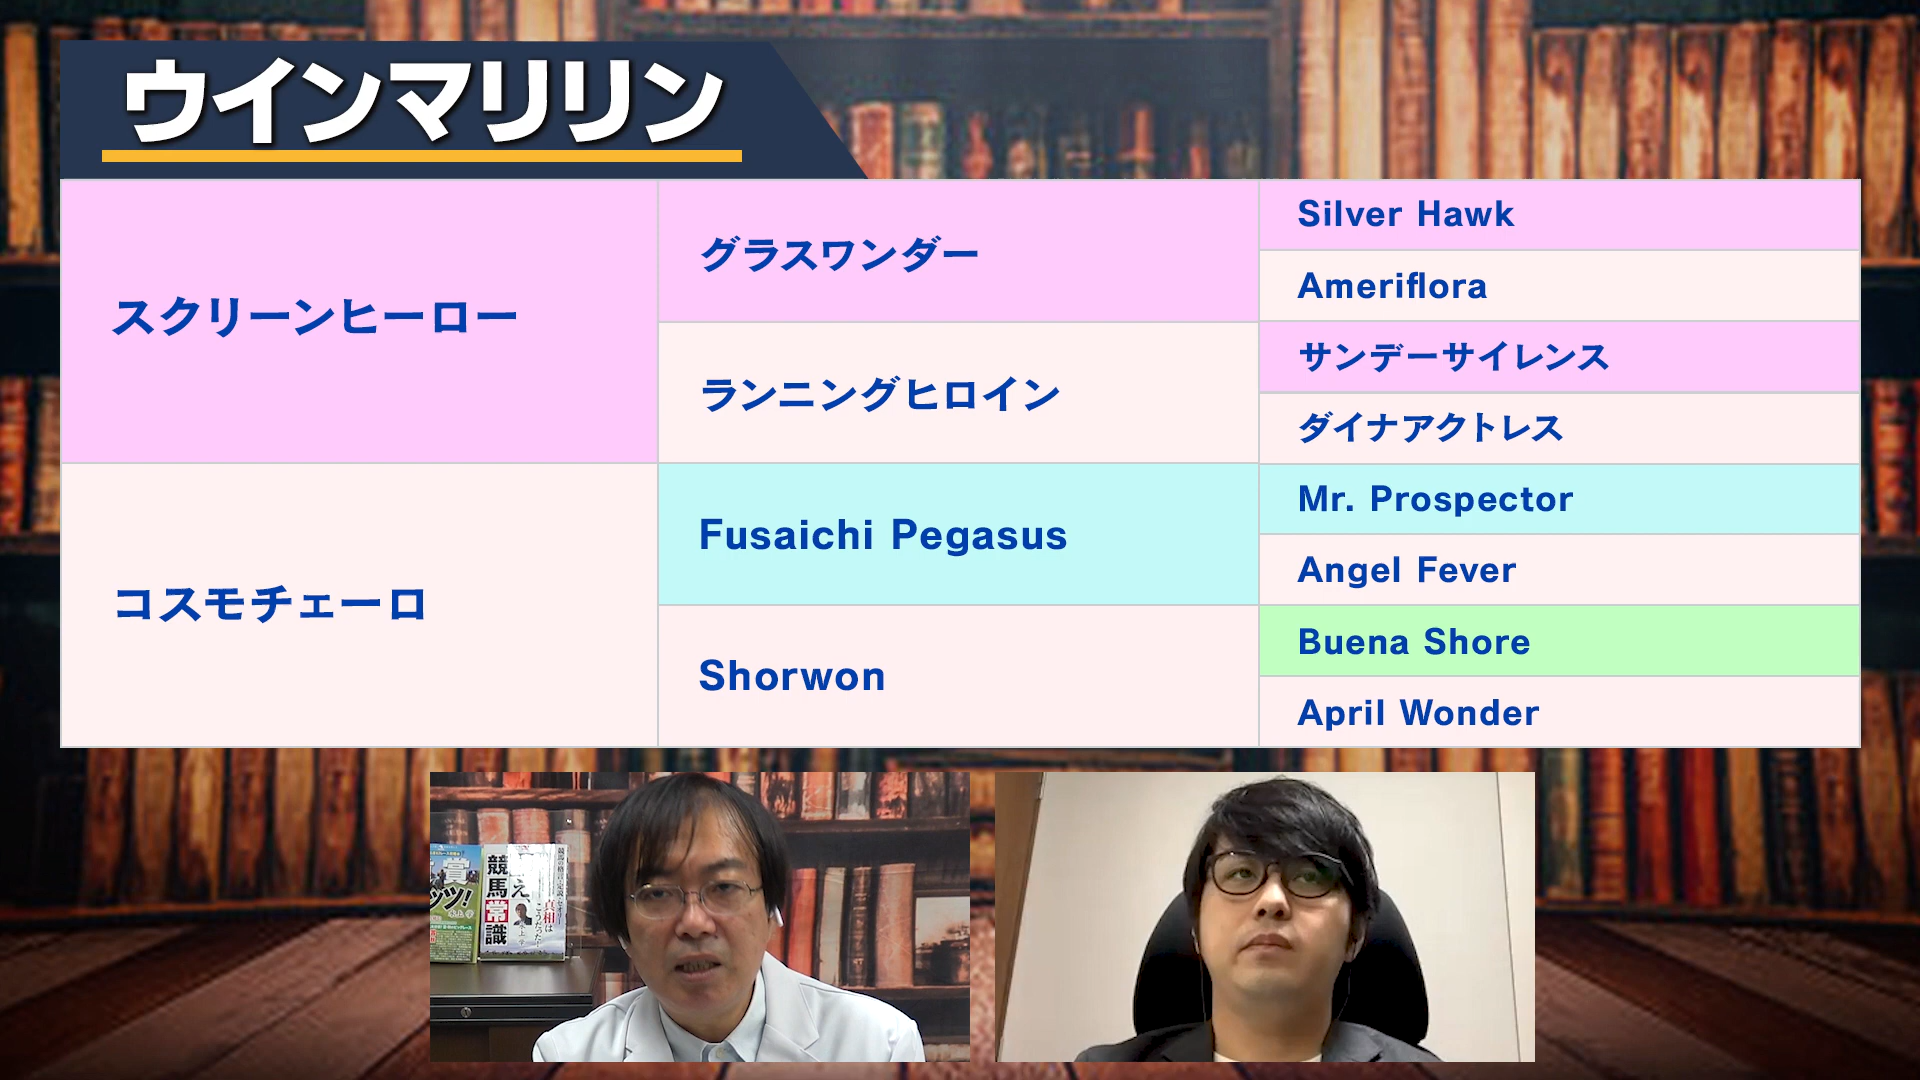 ウインマリリン
スクリーンヒーロー
グラスワンダー
Silver Hawk
Ameriflora
ランニングヒロイン
サンデーサイレンス
ダイナアクトレス
コスモチェーロ
Fusaichi Pegasus
Mr. Prospector
Angel Fever
Shorwon
Buena Shore
April Wonder
競馬常識